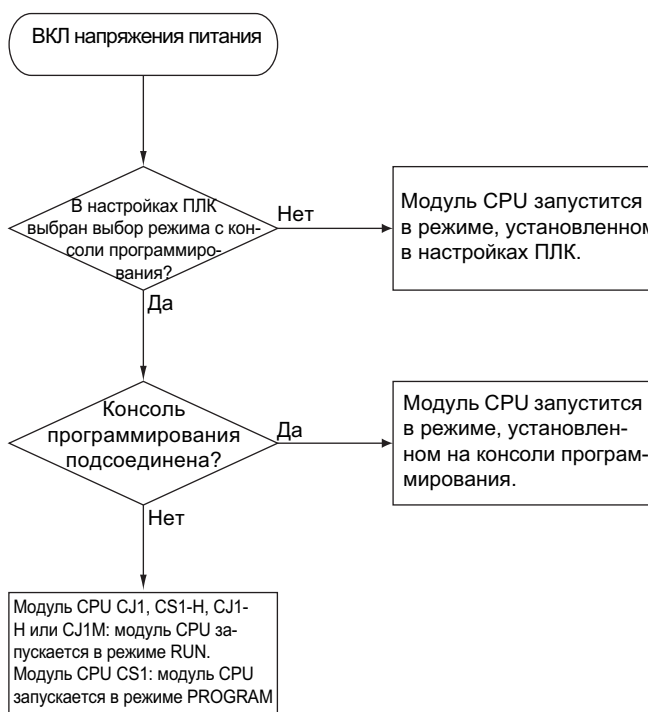 ВКЛ напряжения питания
В настройках ПЛК
выбран выбор режима с кон-
соли программиро-
вания?
Нет
Модуль CPU запустится
в режиме, установленном
в настройках ПЛК.
Да
Консоль
программирования
подсоединена?
Да
Модуль CPU запустится
в режиме, установлен-
ном на консоли програм-
мирования.
Нет
Модуль CPU CJ1, CS1-H, CJ1-
H или CJ1M: модуль CPU за-
пускается в режиме RUN.
Модуль CPU CS1: модуль CPU
запускается в режиме PROGRAM